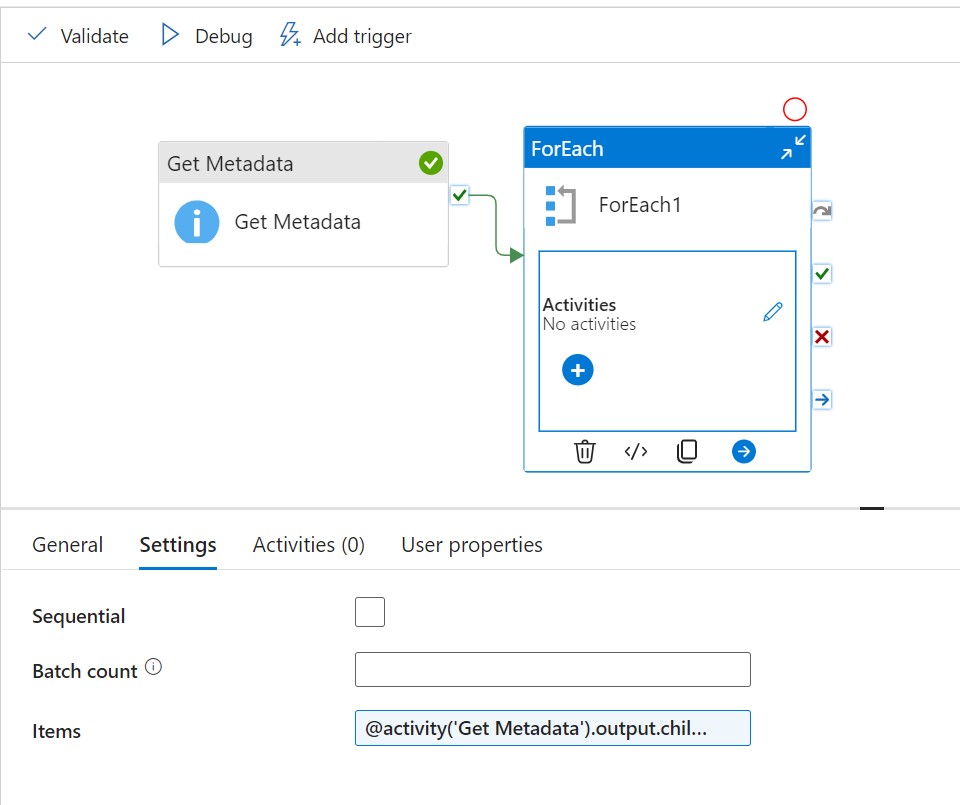 Validate Debug Add trigger
Get Metadata
Get Metadata
ForEach
ForEach1
Activities
No activities
General Settings Activities (0) User properties
Sequential
Batch count
Items @activity('Get Metadata').output.chil...